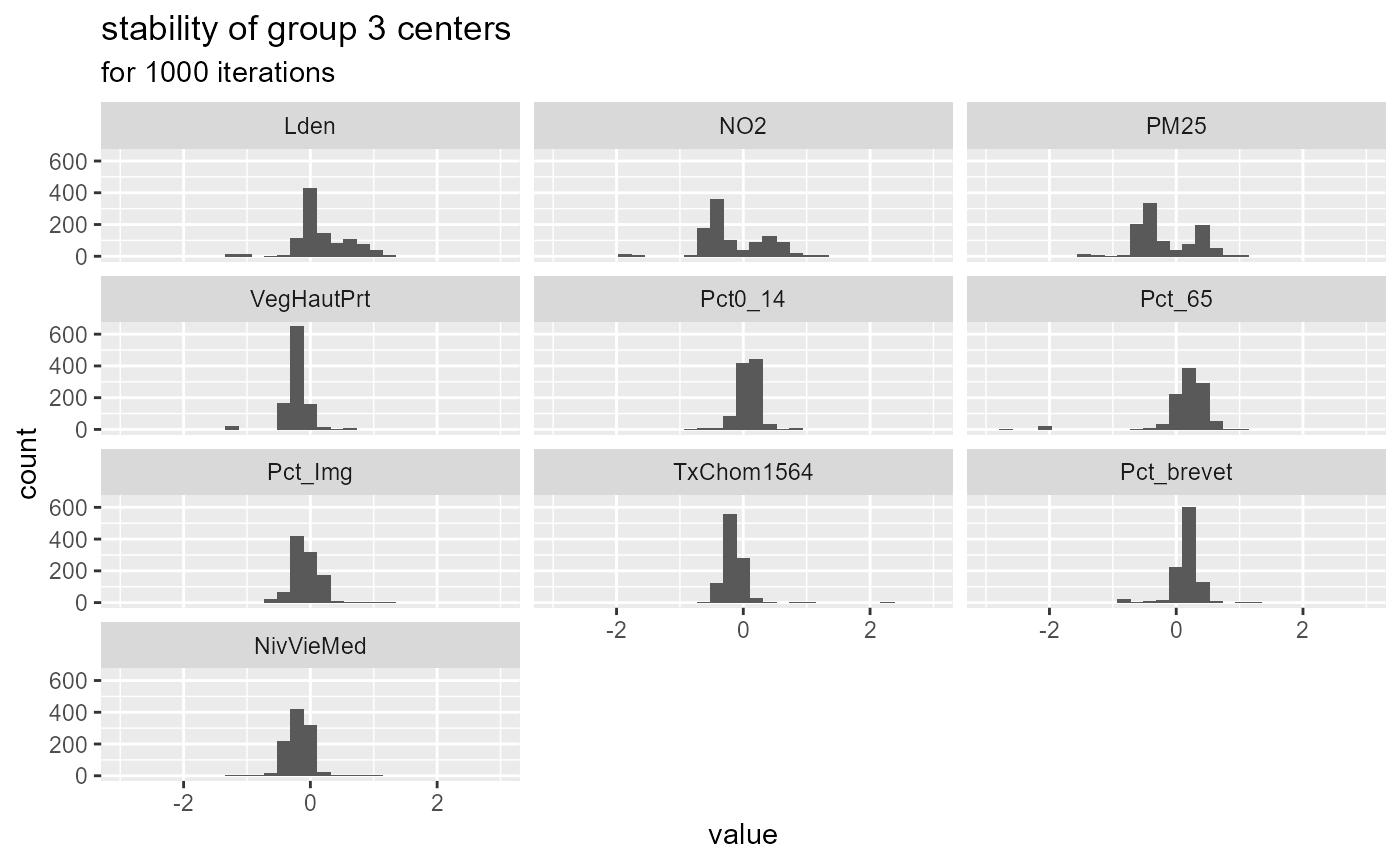 stability of group 3 centers
for 1000 iterations
Lden
NO2
PM25
600
400
200
0
VegHautPrt
Pct0_14
Pct_65
600
400
200
0
Pct_Img
TxChom1564
Pct_brevet
600
400
200
0
-2 0 2
-2 0 2
NivVieMed
600
400
200
0
-2 0 2
count
value